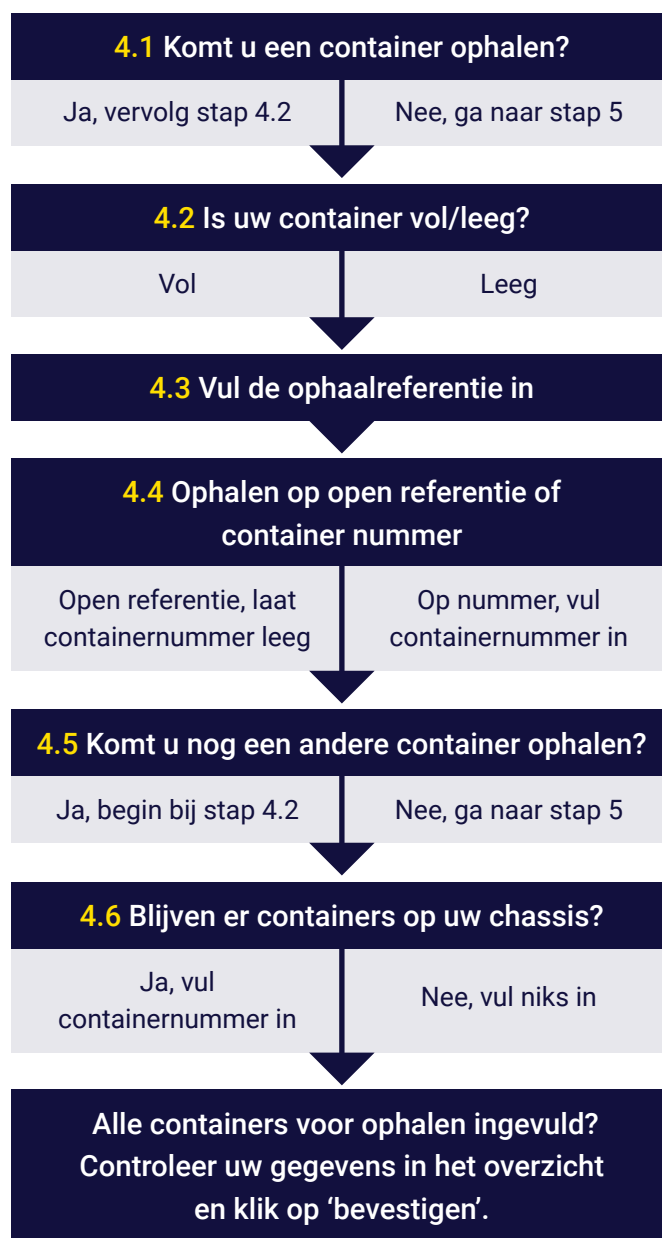 4.1 Komt u een container ophalen?
Ja, vervolg stap 4.2
Nee, ga naar stap 5
4.2 Is uw container vol/leeg?
Vol
Leeg
4.3 Vul de ophaalreferentie in
4.4 Ophalen op open referentie of
container nummer
Open referentie, laat
containernummer leeg
Op nummer, vul
containernummer in
4.5 Komt u nog een andere container ophalen?
Ja, begin bij stap 4.2
Nee, ga naar stap 5
4.6 Blijven er containers op uw chassis?
Ja, vul
containernummer in
Nee, vul niks in
Alle containers voor ophalen ingevuld?
Controleer uw gegevens in het overzicht
en klik op ‘bevestigen’.